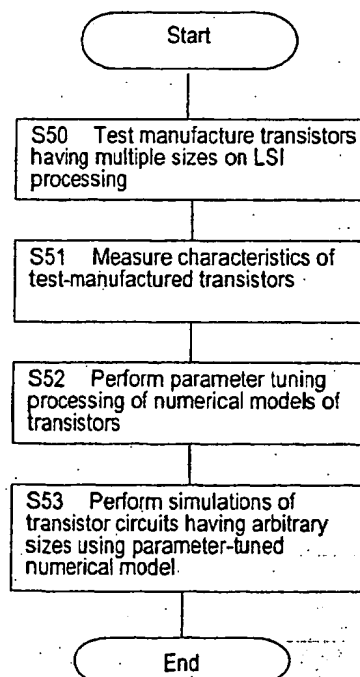 Start
S50 Test manufacture transistors
having multiple sizes on LSI
processing
S51 Measure characteristics of
test-manufactured transistors
S52 Perform parameter tuning
processing of numerical models of
transistors
S53 Perform simulations of
transistor circuits having arbitrary
sizes using parameter-tuned
numerical model
End